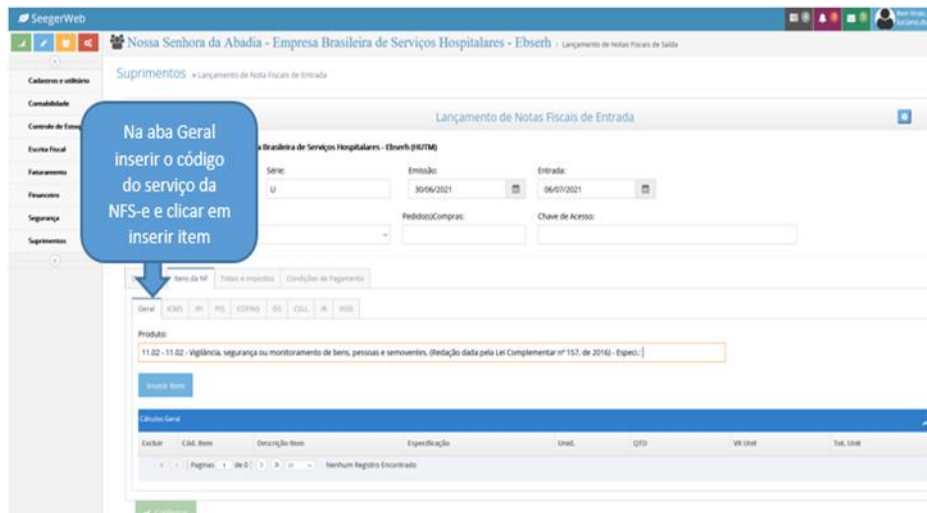 SeegerWeb
Bem Vindo,
Nossa Senhora da Abadia - Empresa Brasileira de Serviços Hospitalares - Ebserh › Lançamento de Notas Fiscais de Saída
Suprimentos » Lançamento de Nota Fiscais de Entrada
Cadastros e utilitário
Contabilidade
Controle de
Escrita Fiscal
Faturamento
Financeiro
Segurança
Suprimentos
Na aba Geral
inserir o código
do serviço da
NFS-e e clicar em
inserir item
Lançamento de Notas Fiscais de Entrada
Brasileira de Serviços Hospitalares - Ebserh (HUTM)
Série: Emissão: Entrada:
U 30/06/2021 06/07/2021
Pedido(s)Compras: Chave de Acesso:
Itens da NF Totais e Impostos Condições de Pagamento
Geral ICMS IPI PIS COFINS ISS CSLL IR INSS
Produto:
11.02 - 11.02 - Vigilância, segurança ou monitoramento de bens, pessoas e semoventes. (Redação dada pela Lei Complementar nº 157, de 2016) - Especi.:
Inserir Item
Cálculos Geral
Excluir Cód. Item Descrição Item Especificação Unid. QTD VR Unit Tot. Unit
Paginas 1 de 0 Nenhum Registro Encontrado